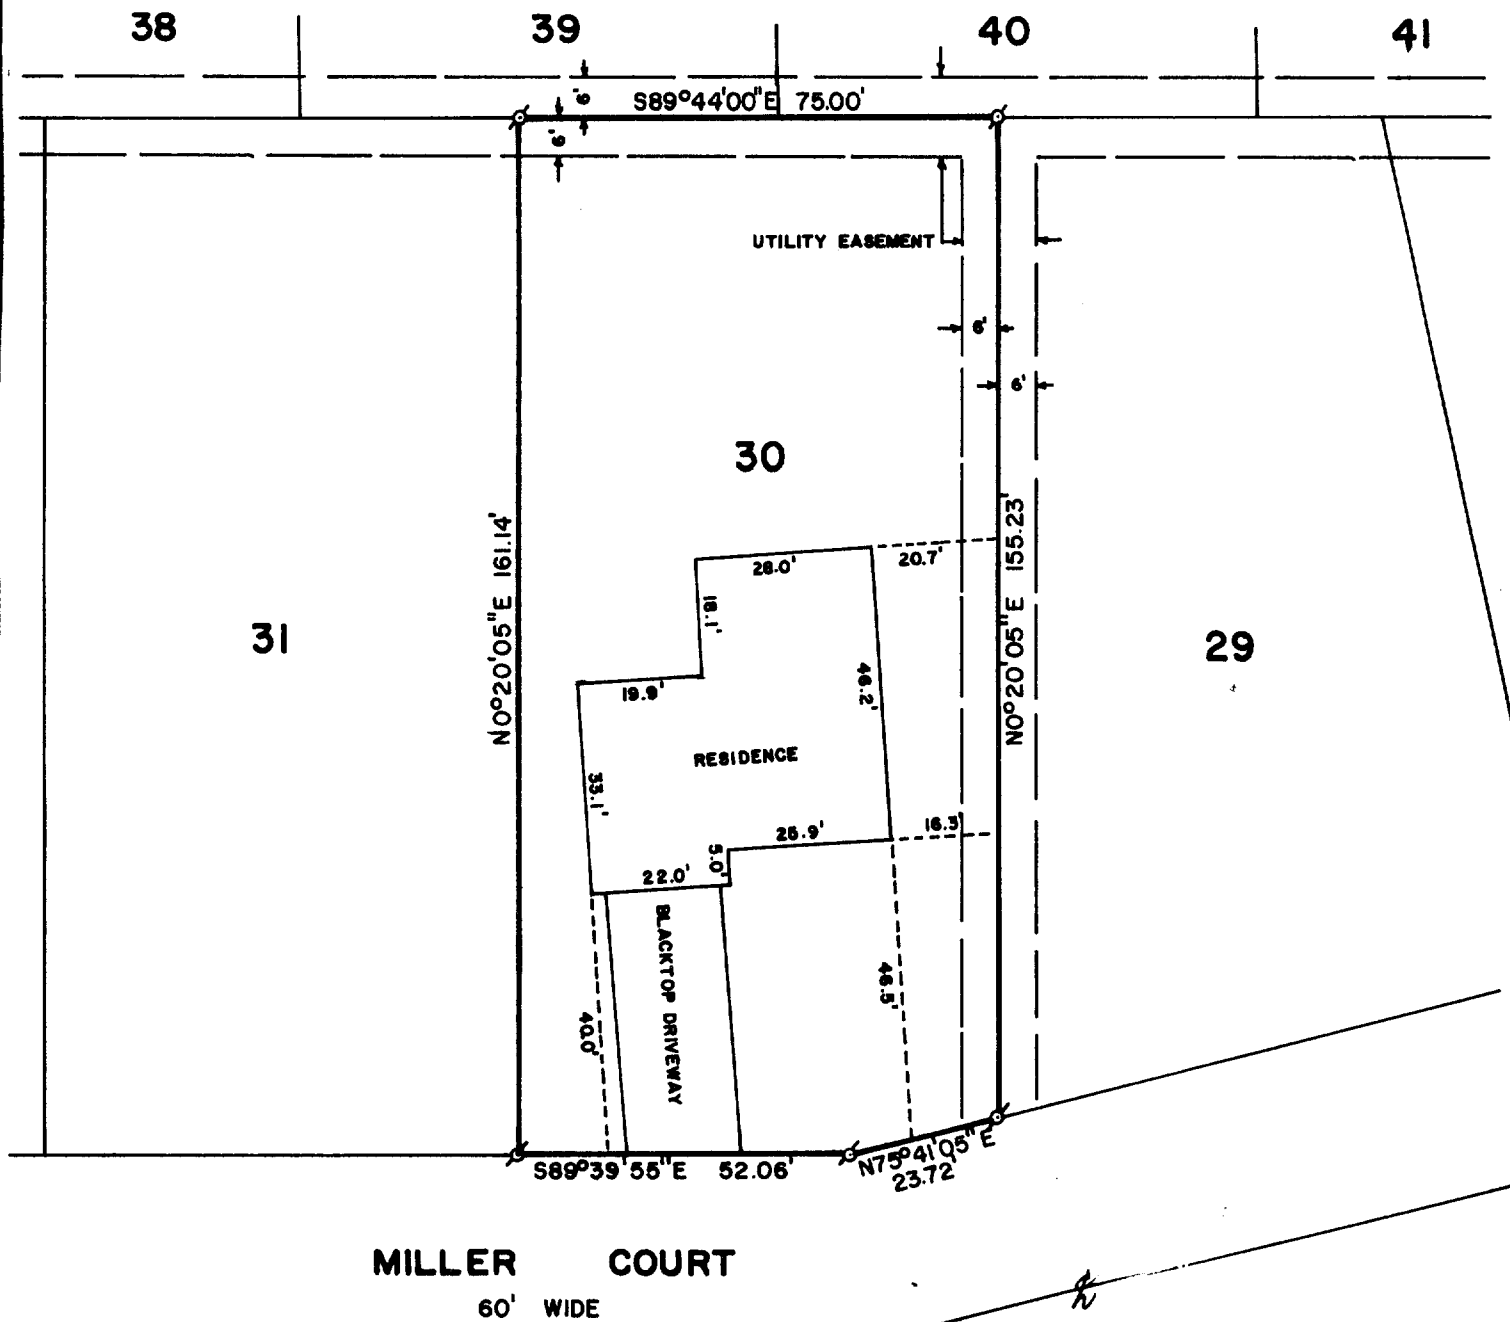 38 39 40 41
6'
S89°44'00"E 75.00'
6'
UTILITY EASEMENT
6'
6'
30
N0°20'05"E 161.14'
N0°20'05"E 155.23'
28.0'
20.7'
18.1'
31
29
19.9'
46.2'
RESIDENCE
33.1'
25.9'
16.3'
5.0'
22.0'
BLACKTOP DRIVEWAY
46.5'
40.0'
S89°39'55"E 52.06'
N75°41'05"E
23.72'
MILLER COURT
60' WIDE